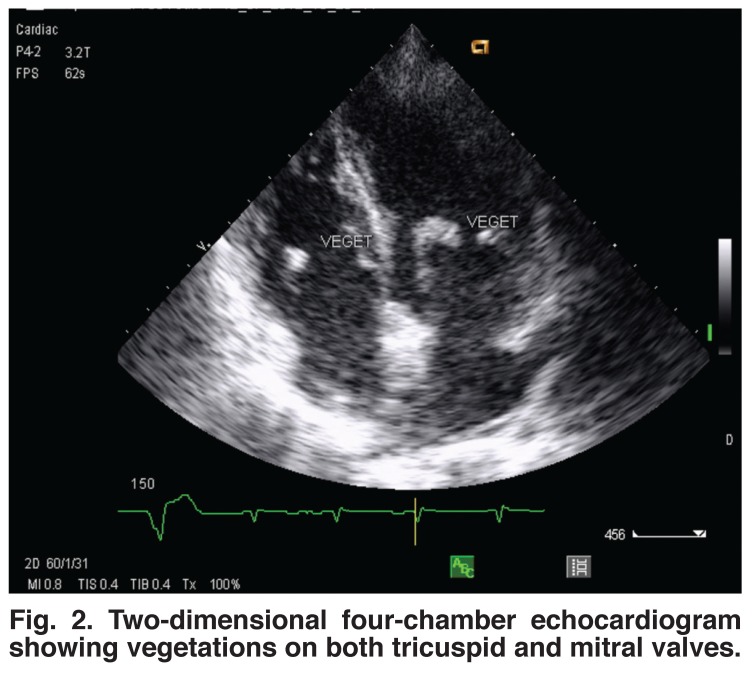 Cardiac
P4-2 3.2T
FPS 62s
VEGET
VEGET
V.
D
150
456
2D 60/1/31
ABC
MI 0.8 TIS 0.4 TIB 0.4 Tx 100%
Fig. 2. Two-dimensional four-chamber echocardiogram
showing vegetations on both tricuspid and mitral valves.